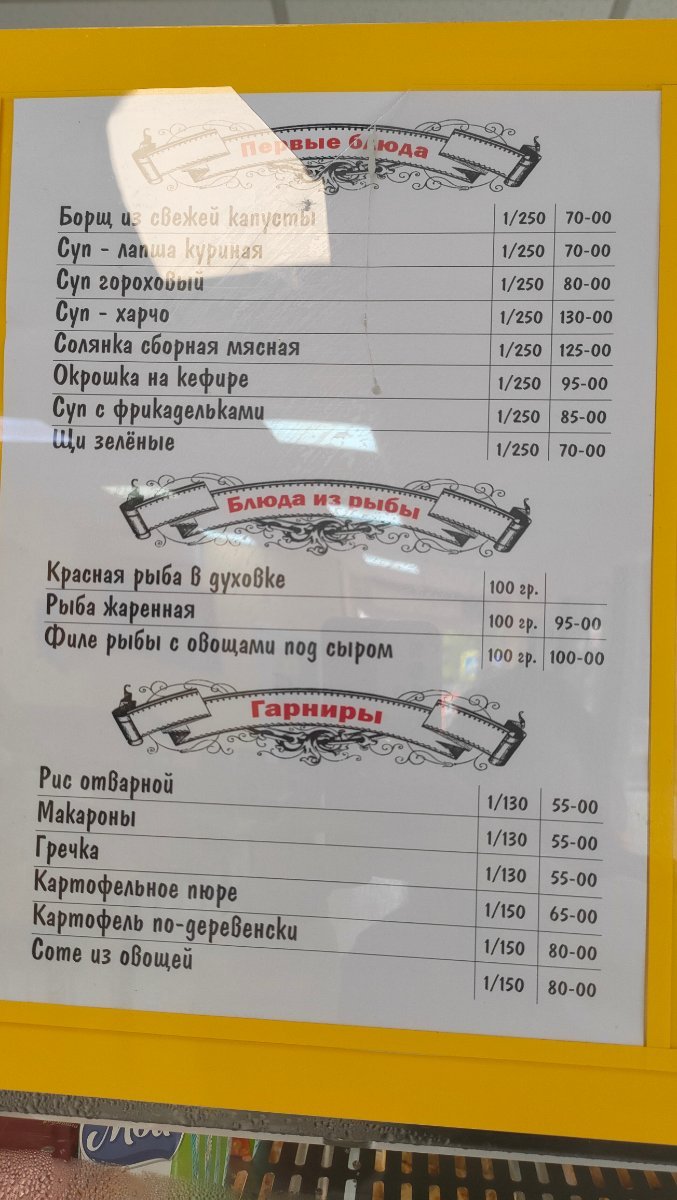 Первые блюда
Борщ из свежей капусты 1/250 70-00
Суп - лапша куриная 1/250 70-00
Суп гороховый 1/250 80-00
Суп - харчо 1/250 130-00
Солянка сборная мясная 1/250 125-00
Окрошка на кефире 1/250 95-00
Суп с фрикадельками 1/250 85-00
Щи зелёные 1/250 70-00
Блюда из рыбы
Красная рыба в духовке 100 гр.
Рыба жаренная 100 гр. 95-00
Филе рыбы с овощами под сыром 100 гр. 100-00
Гарниры
Рис отварной 1/130 55-00
Макароны 1/130 55-00
Гречка 1/130 55-00
Картофельное пюре 1/150 65-00
Картофель по-деревенски 1/150 80-00
Соте из овощей 1/150 80-00